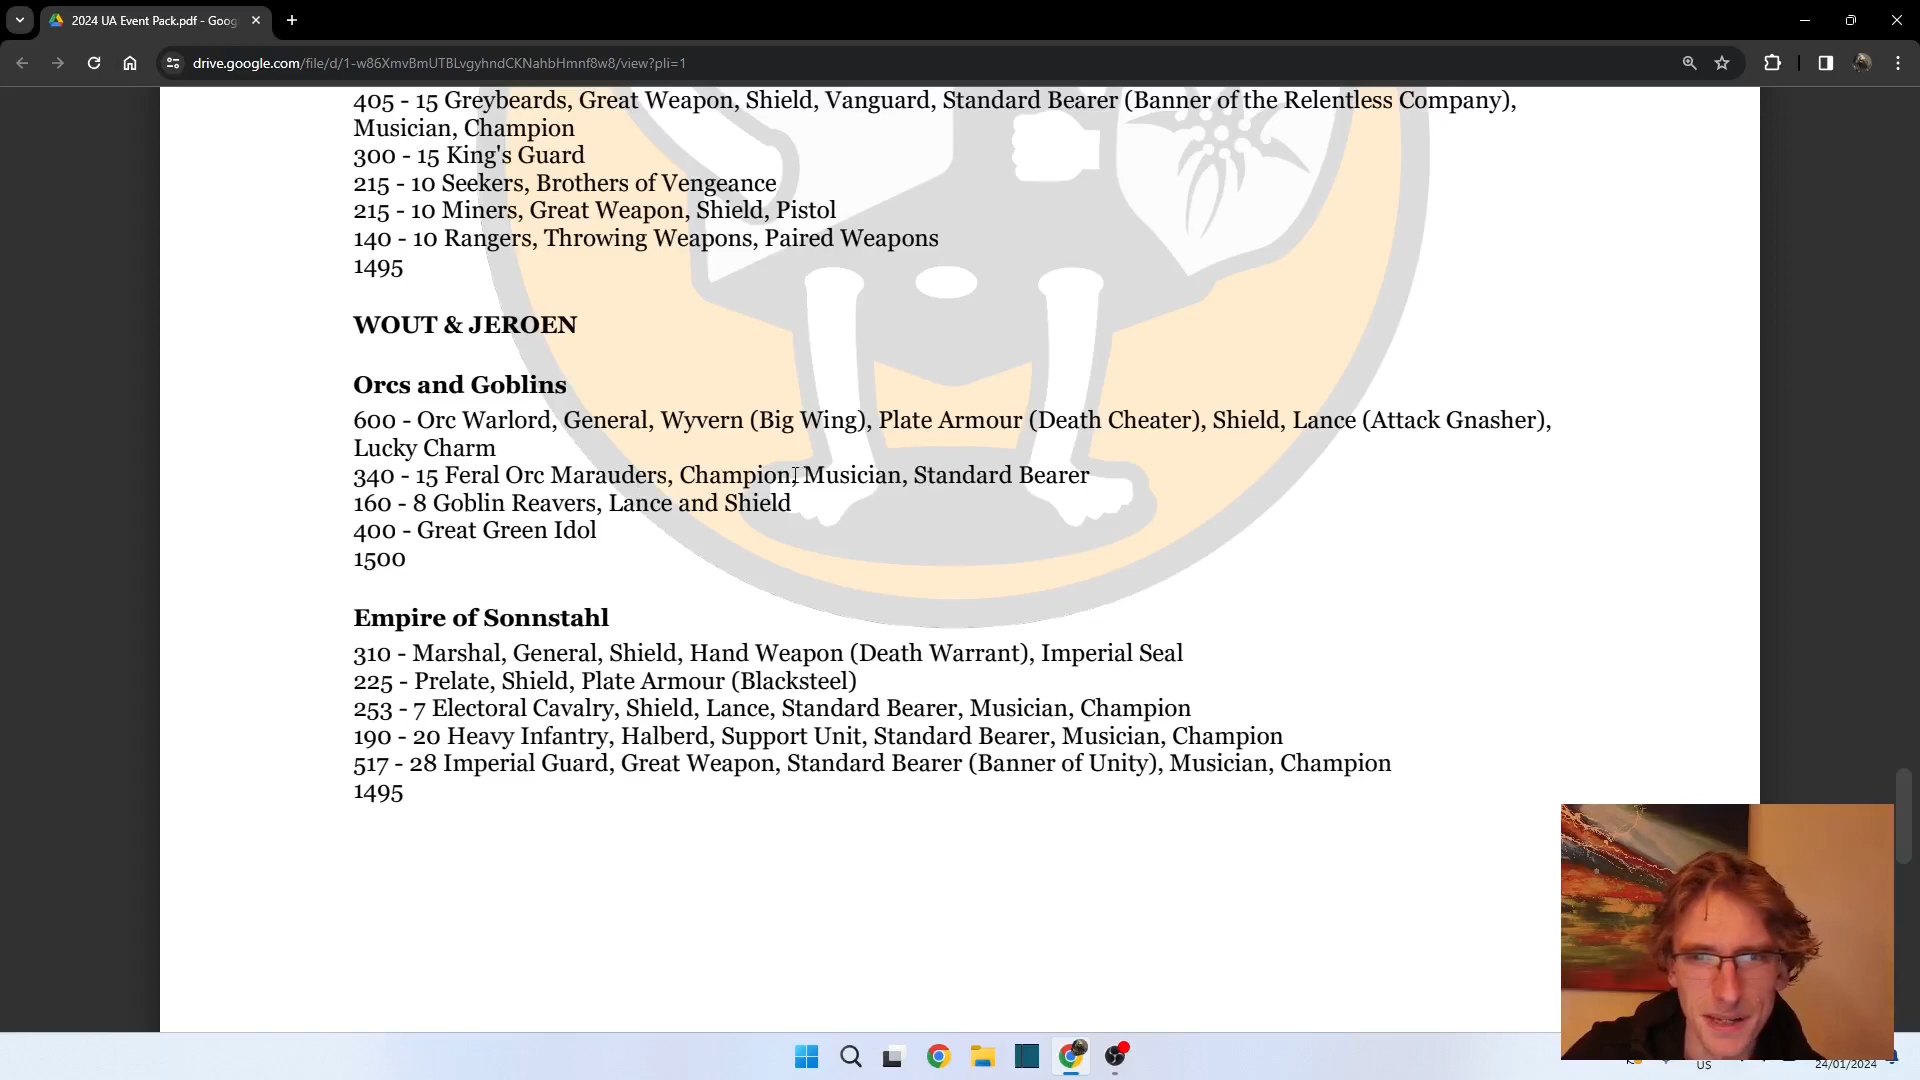 2024 UA Event Pack.pdf - Goog
drive.google.com/file/d/1-w86XmvBmUTBLvgyhndCKNahbHmnf8w8/view?pli=1
405 - 15 Greybeards, Great Weapon, Shield, Vanguard, Standard Bearer (Banner of the Relentless Company),
Musician, Champion
300 - 15 King's Guard
215 - 10 Seekers, Brothers of Vengeance
215 - 10 Miners, Great Weapon, Shield, Pistol
140 - 10 Rangers, Throwing Weapons, Paired Weapons
1495
WOUT & JEROEN
Orcs and Goblins
600 - Orc Warlord, General, Wyvern (Big Wing), Plate Armour (Death Cheater), Shield, Lance (Attack Gnasher),
Lucky Charm
340 - 15 Feral Orc Marauders, Champion, Musician, Standard Bearer
160 - 8 Goblin Reavers, Lance and Shield
400 - Great Green Idol
1500
Empire of Sonnstahl
310 - Marshal, General, Shield, Hand Weapon (Death Warrant), Imperial Seal
225 - Prelate, Shield, Plate Armour (Blacksteel)
253 - 7 Electoral Cavalry, Shield, Lance, Standard Bearer, Musician, Champion
190 - 20 Heavy Infantry, Halberd, Support Unit, Standard Bearer, Musician, Champion
517 - 28 Imperial Guard, Great Weapon, Standard Bearer (Banner of Unity), Musician, Champion
1495
US
24/01/2024